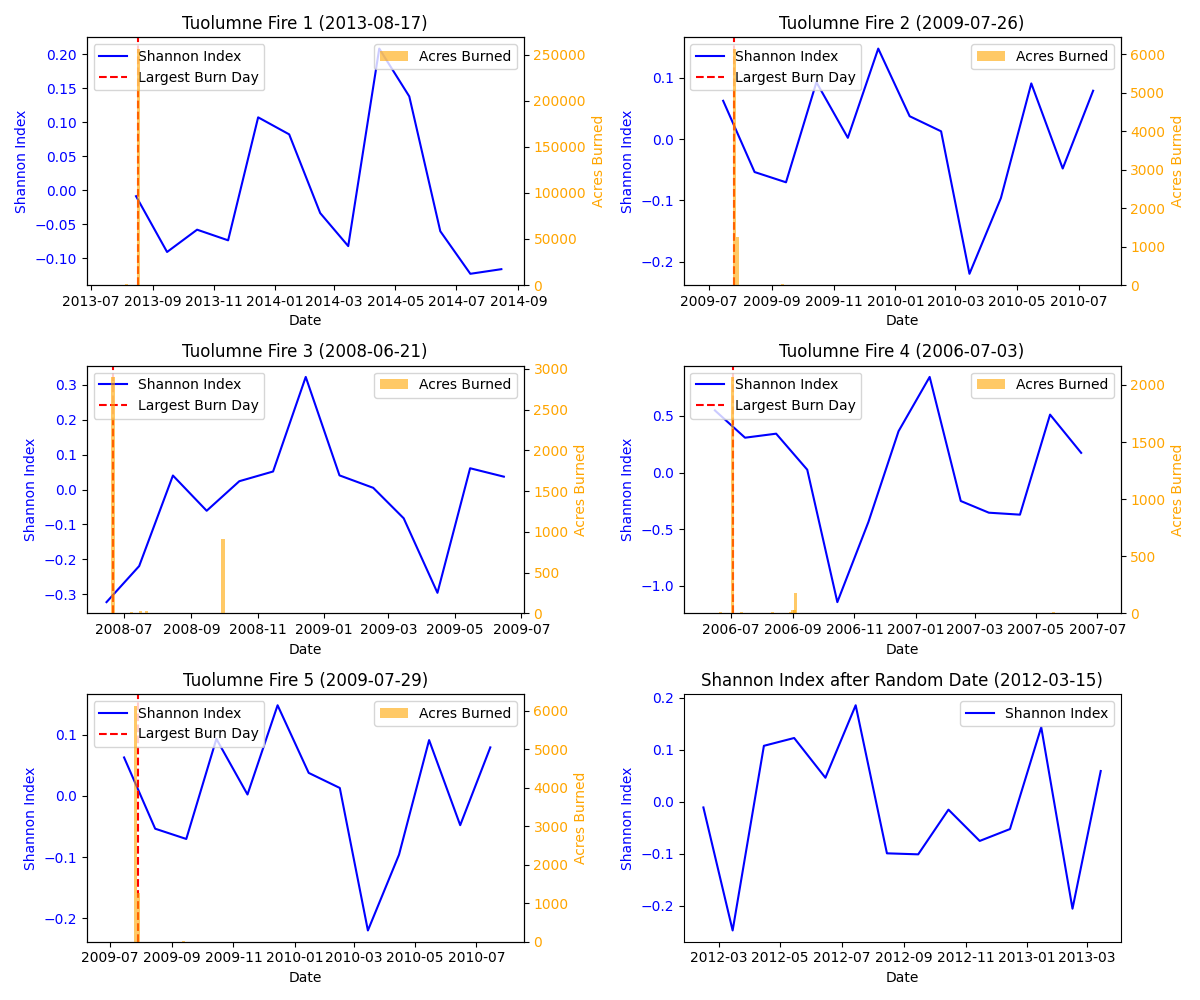 Tuolumne Fire 1 (2013-08-17)
Shannon Index
Largest Burn Day
Acres Burned
0.20
0.15
0.10
0.05
0.00
−0.05
−0.10
Shannon Index
250000
200000
150000
100000
50000
0
Acres Burned
2013-07 2013-09 2013-11 2014-01 2014-03 2014-05 2014-07 2014-09
Date
Tuolumne Fire 2 (2009-07-26)
Shannon Index
Largest Burn Day
Acres Burned
0.1
0.0
−0.1
−0.2
Shannon Index
6000
5000
4000
3000
2000
1000
0
Acres Burned
2009-07 2009-09 2009-11 2010-01 2010-03 2010-05 2010-07
Date
Tuolumne Fire 3 (2008-06-21)
Shannon Index
Largest Burn Day
Acres Burned
0.3
0.2
0.1
0.0
−0.1
−0.2
−0.3
Shannon Index
3000
2500
2000
1500
1000
500
0
Acres Burned
2008-07 2008-09 2008-11 2009-01 2009-03 2009-05 2009-07
Date
Tuolumne Fire 4 (2006-07-03)
Shannon Index
Largest Burn Day
Acres Burned
0.5
0.0
−0.5
−1.0
Shannon Index
2000
1500
1000
500
0
Acres Burned
2006-07 2006-09 2006-11 2007-01 2007-03 2007-05 2007-07
Date
Tuolumne Fire 5 (2009-07-29)
Shannon Index
Largest Burn Day
Acres Burned
0.1
0.0
−0.1
−0.2
Shannon Index
6000
5000
4000
3000
2000
1000
0
Acres Burned
2009-07 2009-09 2009-11 2010-01 2010-03 2010-05 2010-07
Date
Shannon Index after Random Date (2012-03-15)
Shannon Index
0.2
0.1
0.0
−0.1
−0.2
Shannon Index
2012-03 2012-05 2012-07 2012-09 2012-11 2013-01 2013-03
Date